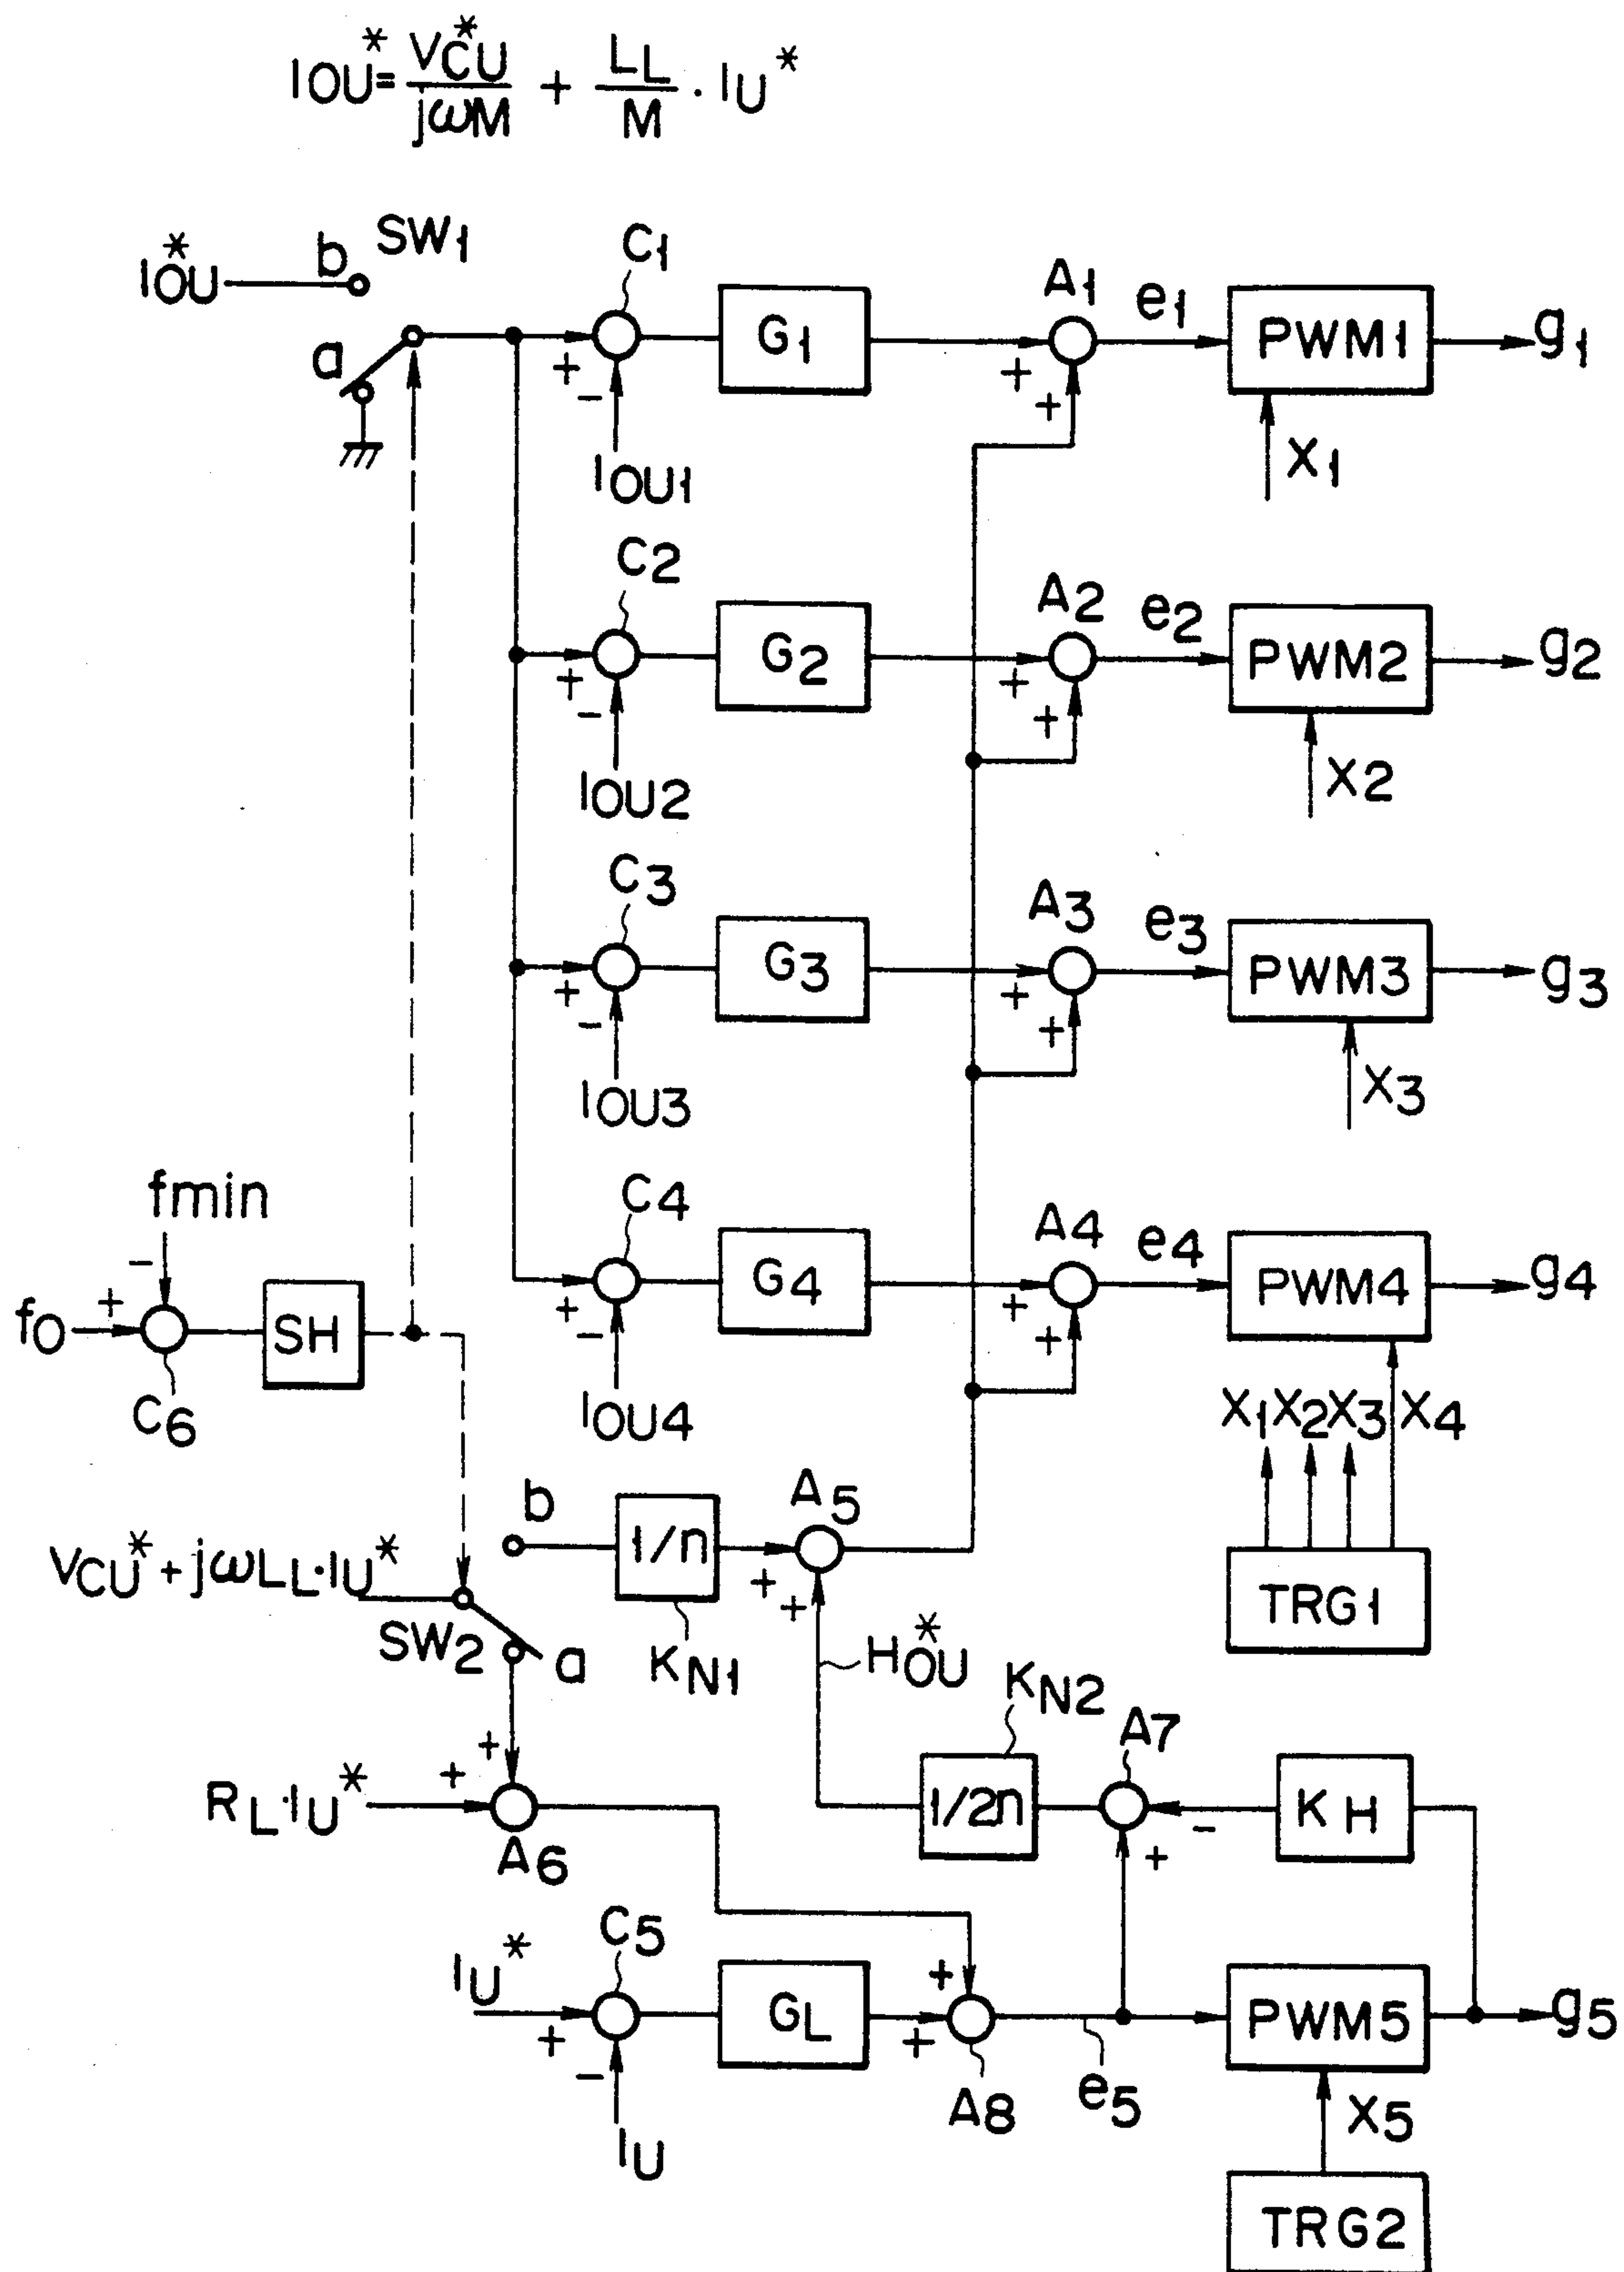 IOU* = VCU*/jωM + LL/M · IU*
IOU*
b
SW1
a
C1
+
−
IOU1
G1
A1
+
+
e1
PWM1
g1
X1
C2
+
−
IOU2
G2
A2
+
+
e2
PWM2
g2
X2
C3
+
−
IOU3
G3
A3
+
+
e3
PWM3
g3
X3
fmin
−
+
fO
C6
SH
C4
+
−
IOU4
G4
A4
+
+
e4
PWM4
g4
X1 X2 X3 X4
TRG1
VCU* + jωLL·IU*
SW2
b
a
1/n
KN1
A5
+
+
HOU*
KN2
1/2n
A7
−
+
KH
RL·IU*
+
+
A6
IU*
C5
+
−
IU
GL
+
+
A8
e5
PWM5
g5
X5
TRG2